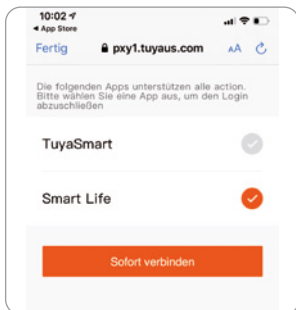 10:02
App Store
Fertig
pxy1.tuyaus.com
AA
Die folgenden Apps unterstützen alle action.
Bitte wählen Sie eine App aus, um den Login
abzuschließen
TuyaSmart
Smart Life
Sofort verbinden